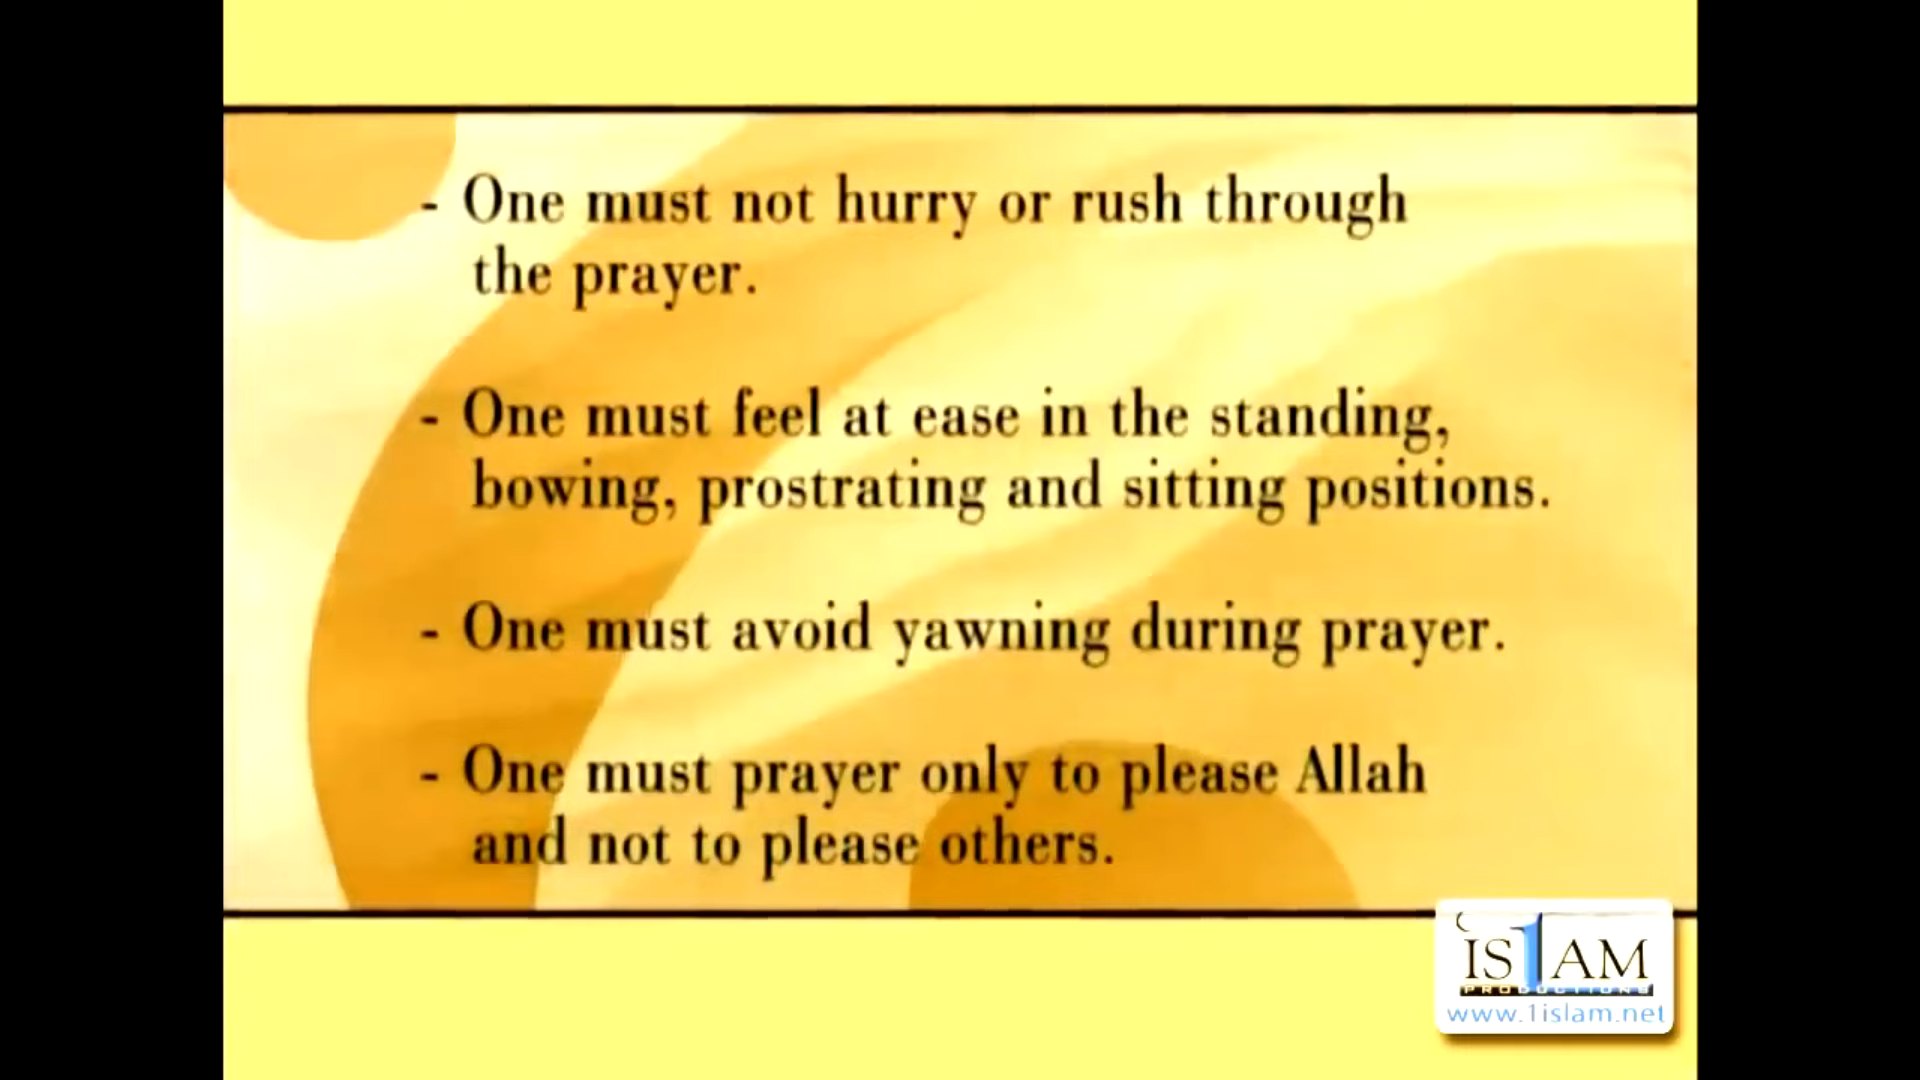 - One must not hurry or rush through
the prayer.
- One must feel at ease in the standing,
bowing, prostrating and sitting positions.
- One must avoid yawning during prayer.
- One must prayer only to please Allah
and not to please others.
IS1AM
PRODUCTIONS
www.1islam.net